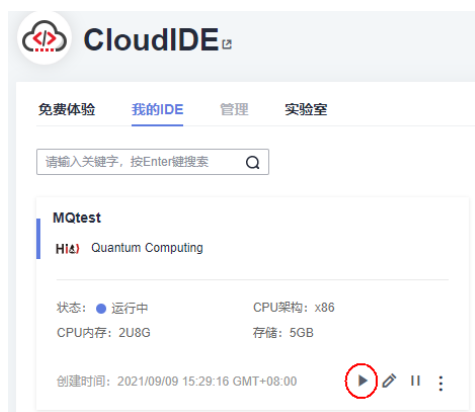 CloudIDE
免费体验 我的IDE 管理 实验室
请输入关键字，按Enter键搜索
MQtest
Quantum Computing
状态： 运行中 CPU架构：x86
CPU内存：2U8G 存储：5GB
创建时间：2021/09/09 15:29:16 GMT+08:00